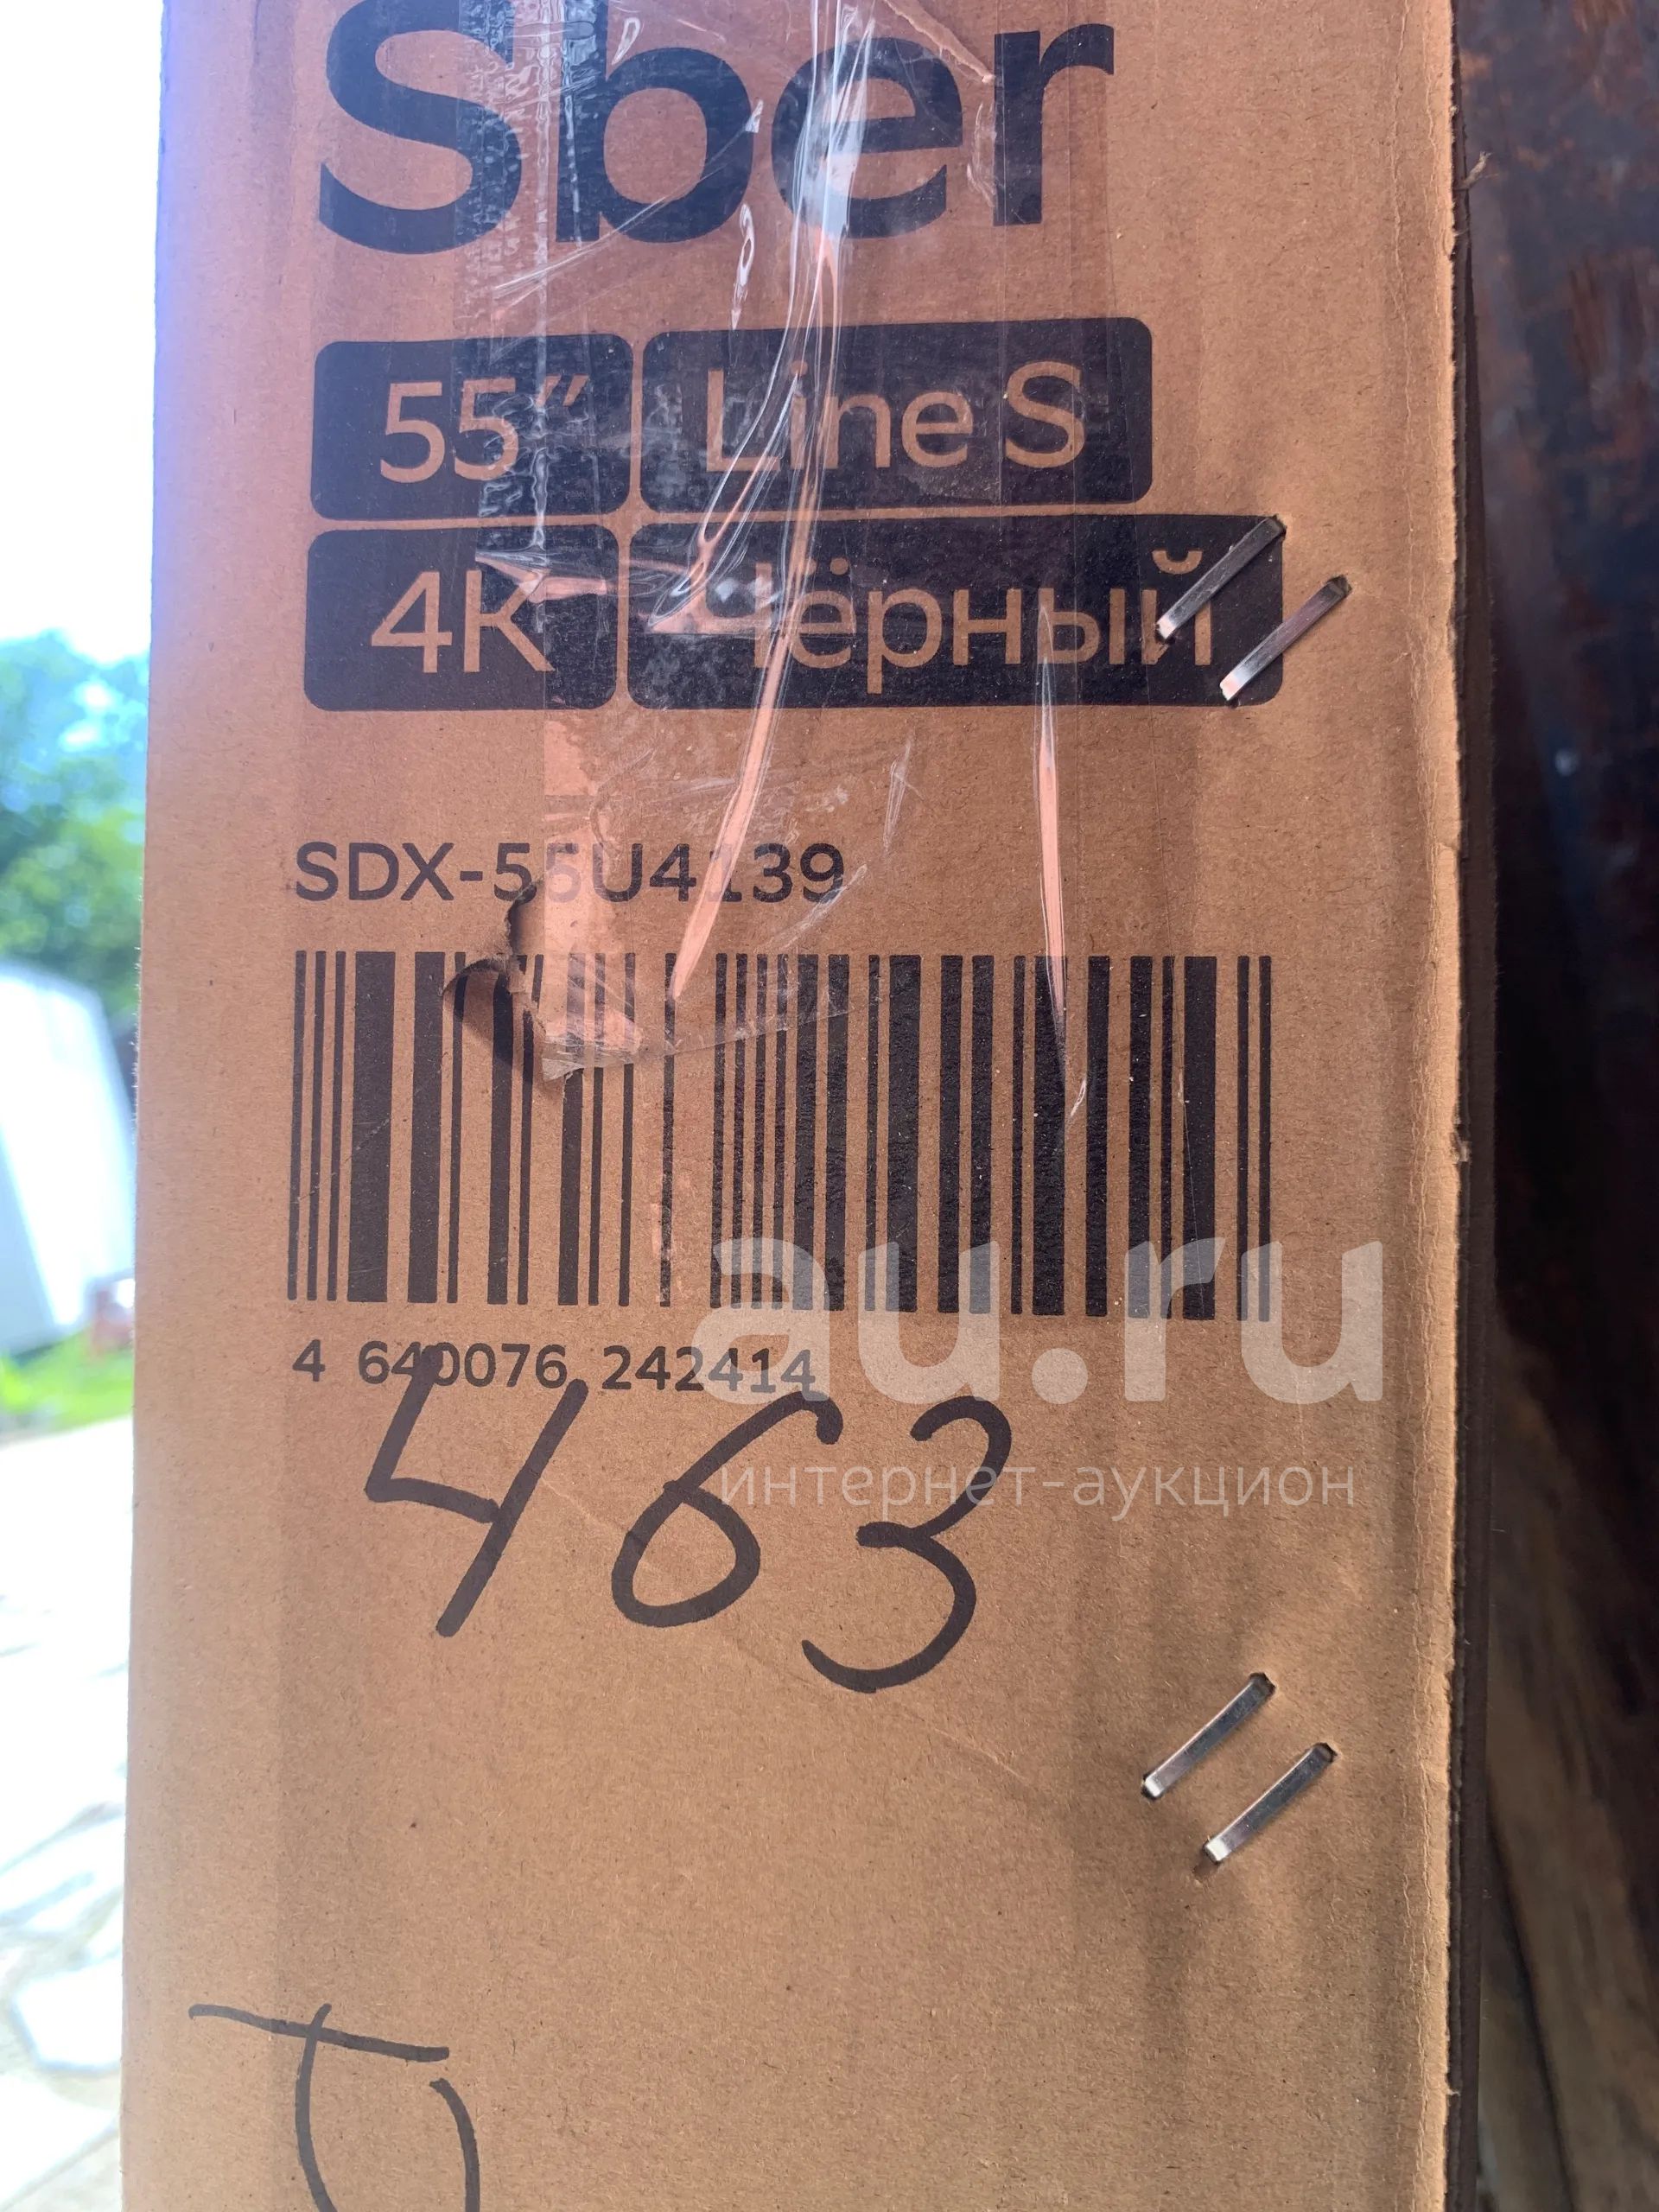 Sber
55″ Line S
4K Чёрный
SDX-55U4139
4 640076 242414
au.ru
463
интернет-аукцион